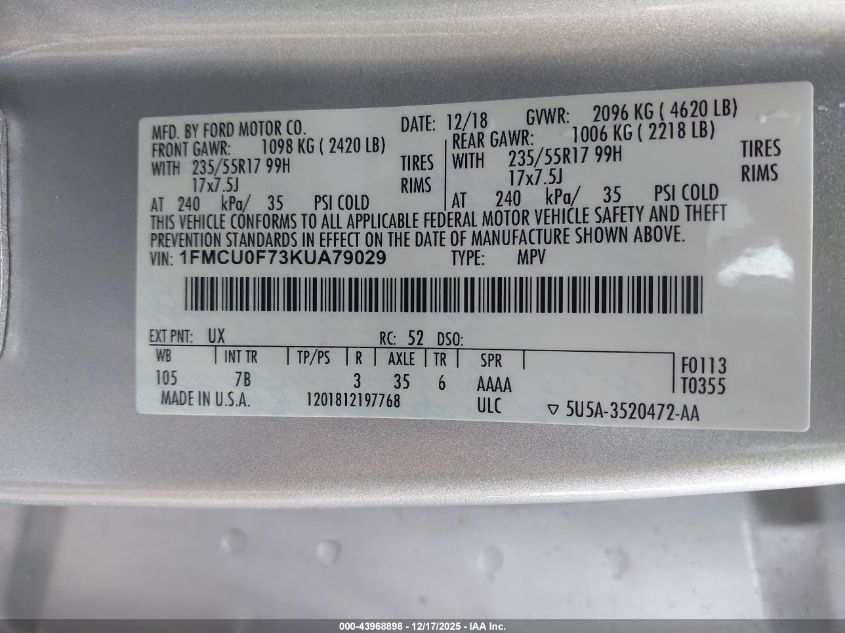 MFD. BY FORD MOTOR CO. DATE: 12/18 GVWR: 2096 KG ( 4620 LB)
FRONT GAWR: 1098 KG ( 2420 LB) REAR GAWR: 1006 KG ( 2218 LB)
WITH 235/55R17 99H TIRES WITH 235/55R17 99H TIRES
17x7.5J RIMS 17x7.5J RIMS
AT 240 kPa/ 35 PSI COLD AT 240 kPa/ 35 PSI COLD
THIS VEHICLE CONFORMS TO ALL APPLICABLE FEDERAL MOTOR VEHICLE SAFETY AND THEFT
PREVENTION STANDARDS IN EFFECT ON THE DATE OF MANUFACTURE SHOWN ABOVE.
VIN: 1FMCU0F73KUA79029 TYPE: MPV
EXT PNT: UX RC: 52 DSO:
WB INT TR TP/PS R AXLE TR SPR F0113
105 7B 3 35 6 AAAA T0355
MADE IN U.S.A. 1201812197768 ULC ▽ 5U5A-3520472-AA
000-43968898 - 12/17/2025 - IAA Inc.